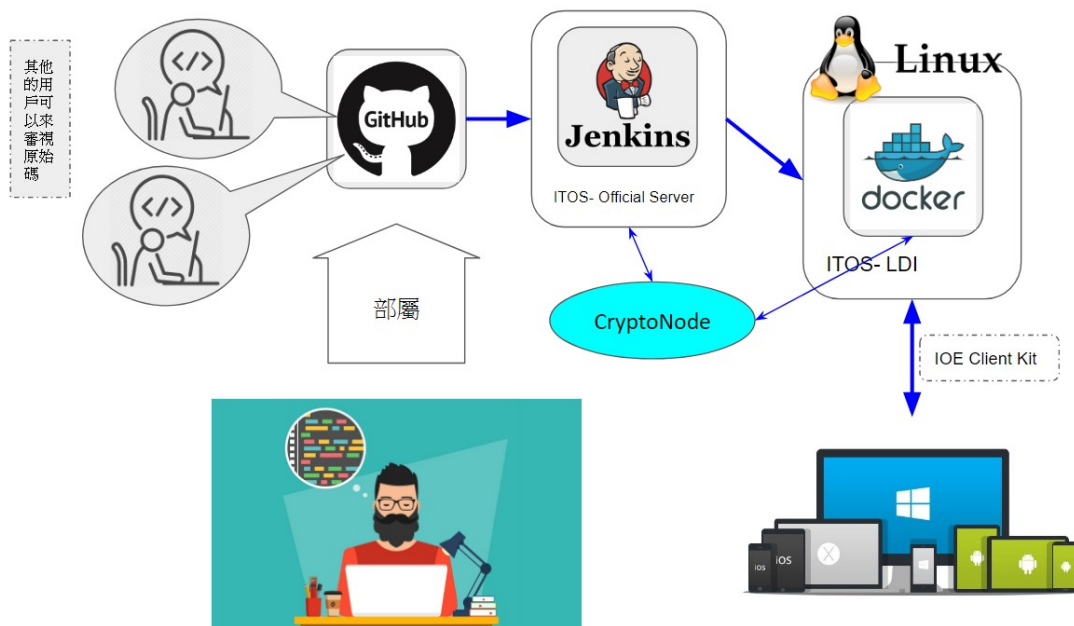 其他
的用
戶可
以來
審視
原始
碼
</>
</>
GitHub
Jenkins
ITOS- Official Server
Linux
docker
ITOS- LDI
部屬
CryptoNode
IOE Client Kit
iOS
iOS
X